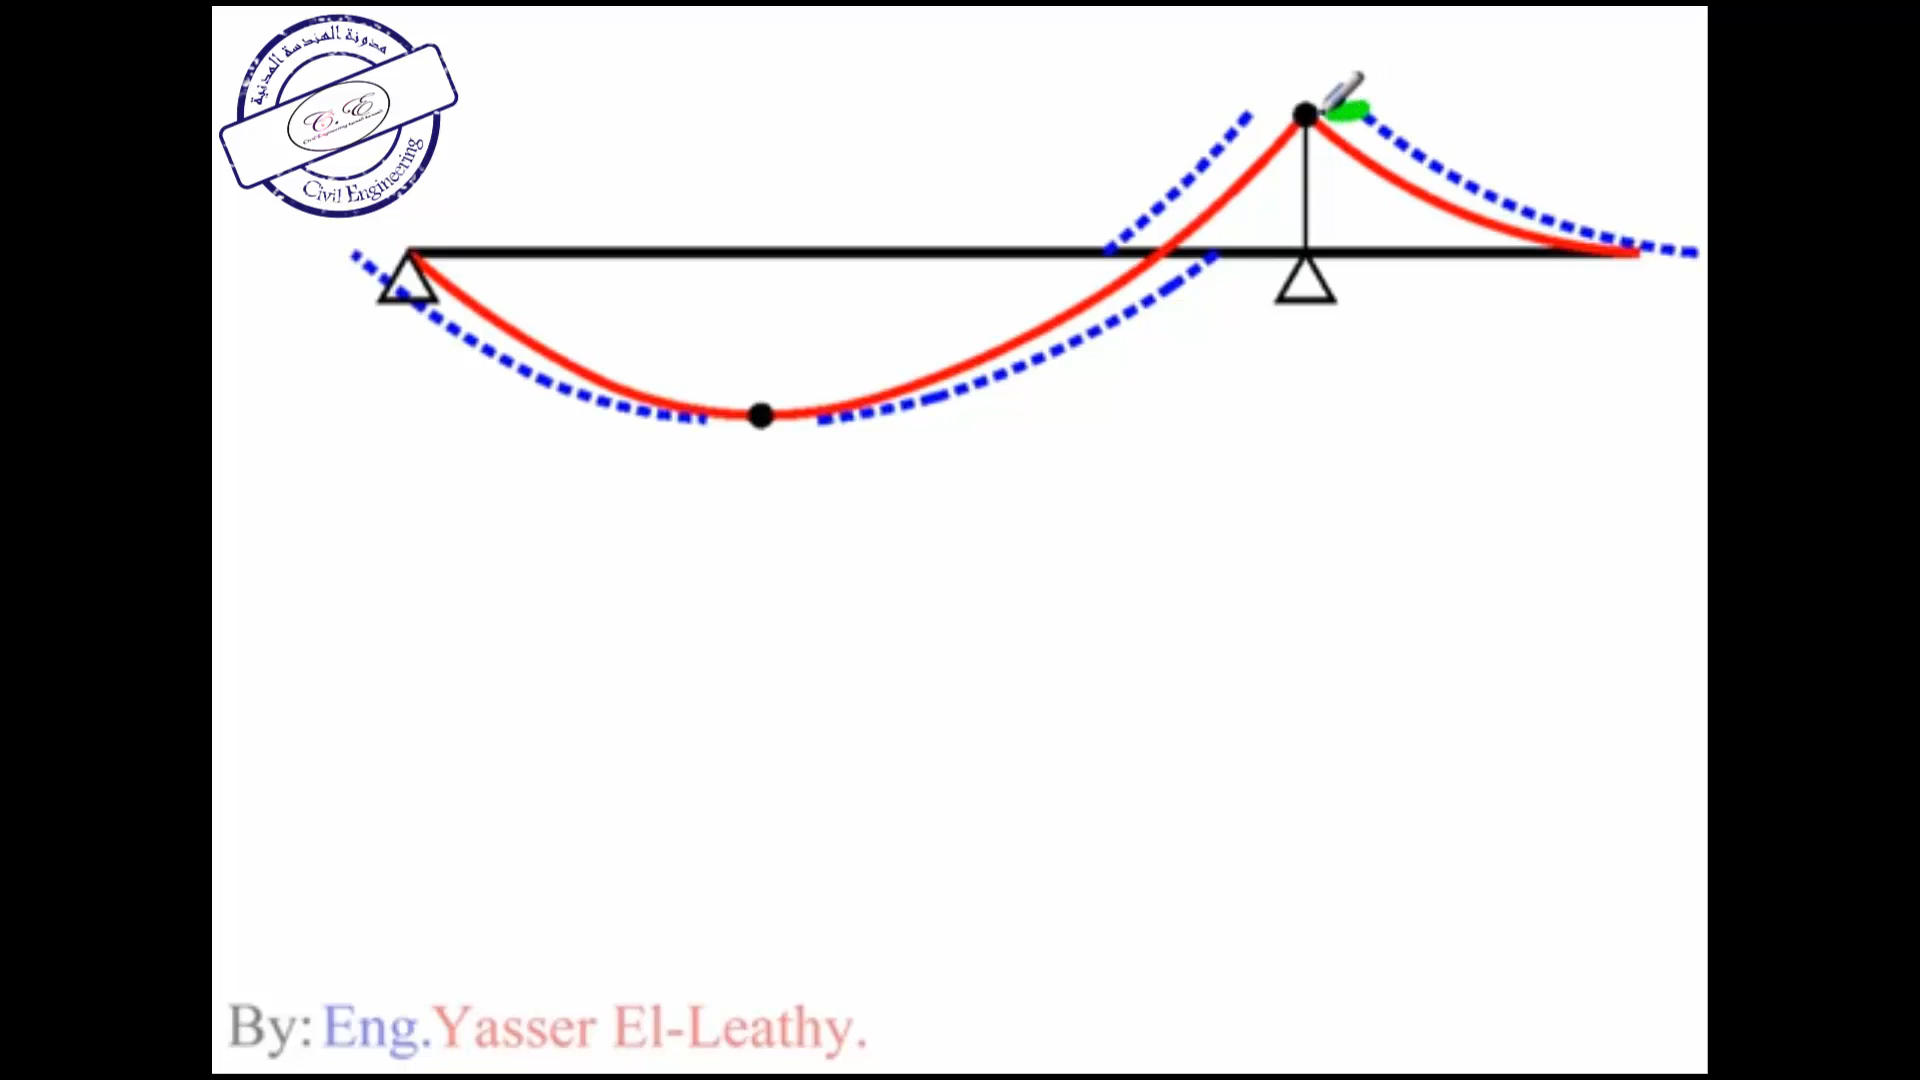 مدونة الهندسة المدنية
C. E
Civil Engineering
By: Eng.Yasser El-Leathy.